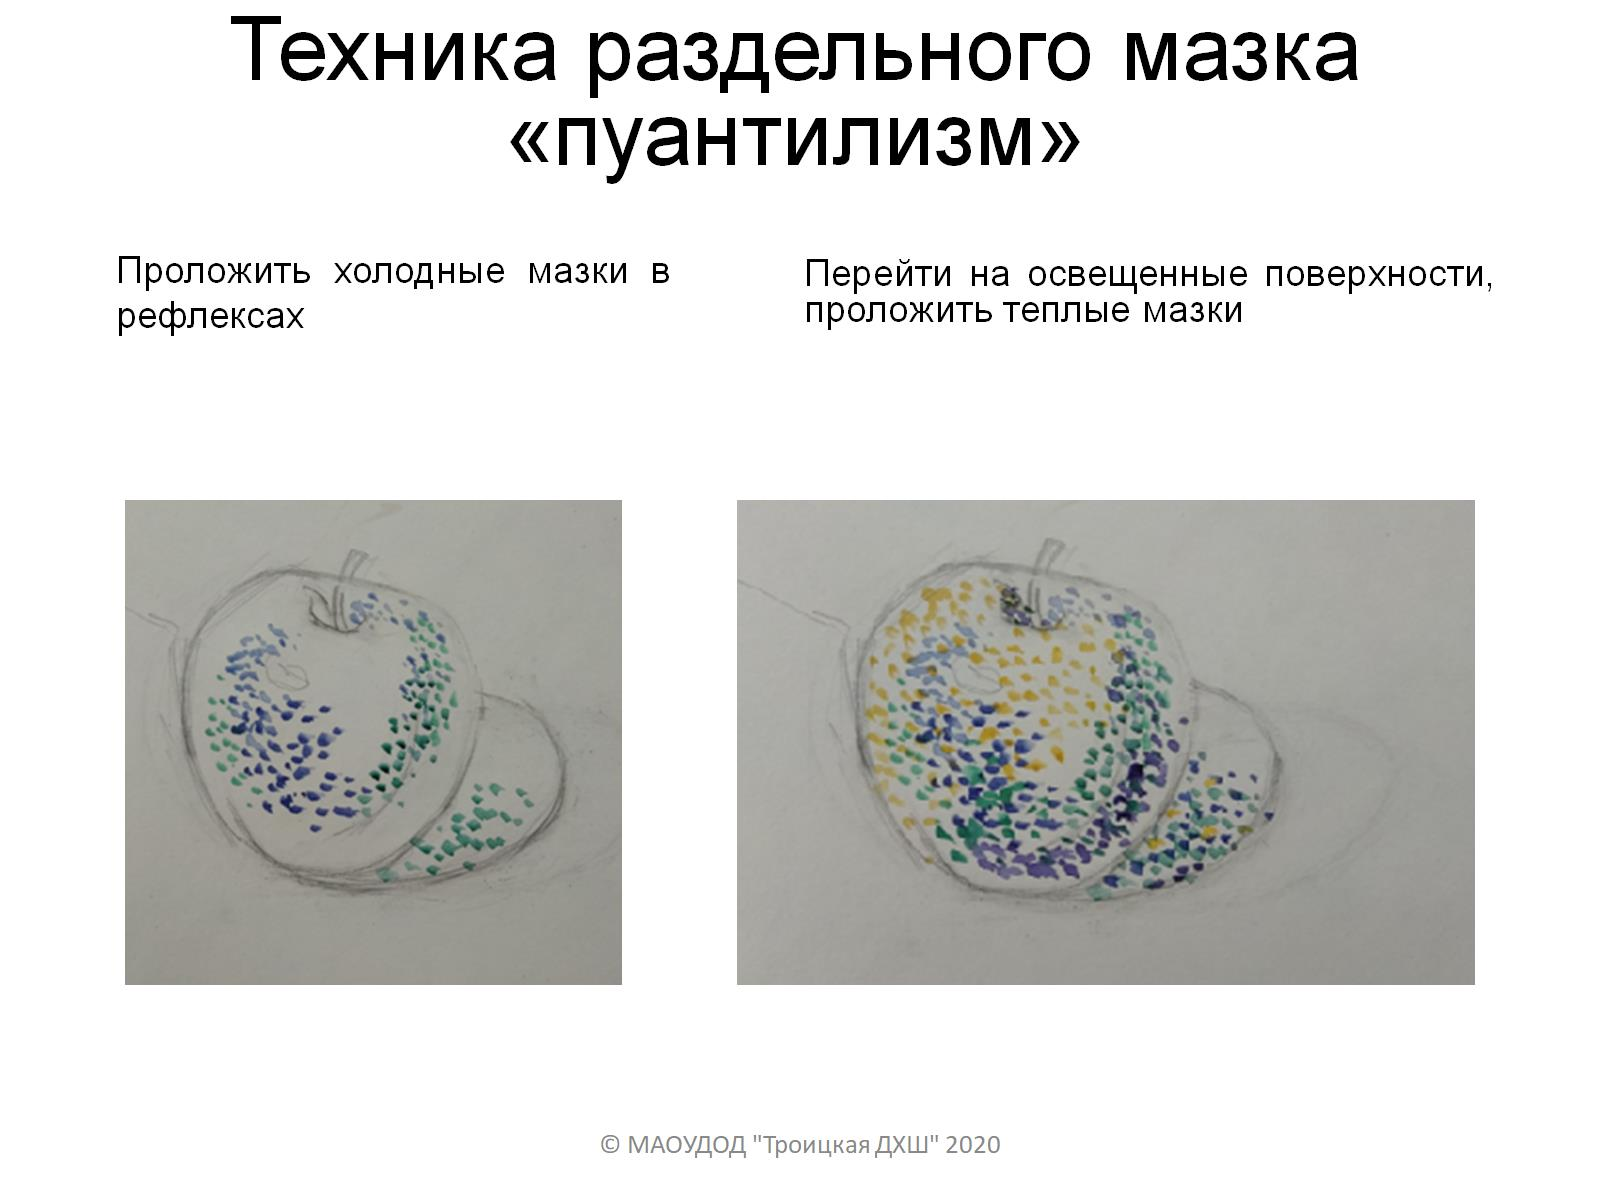 Техника раздельного мазка
«пуантилизм»
Проложить холодные мазки в
рефлексах
Перейти на освещенные поверхности,
проложить теплые мазки
© МАОУДОД "Троицкая ДХШ" 2020